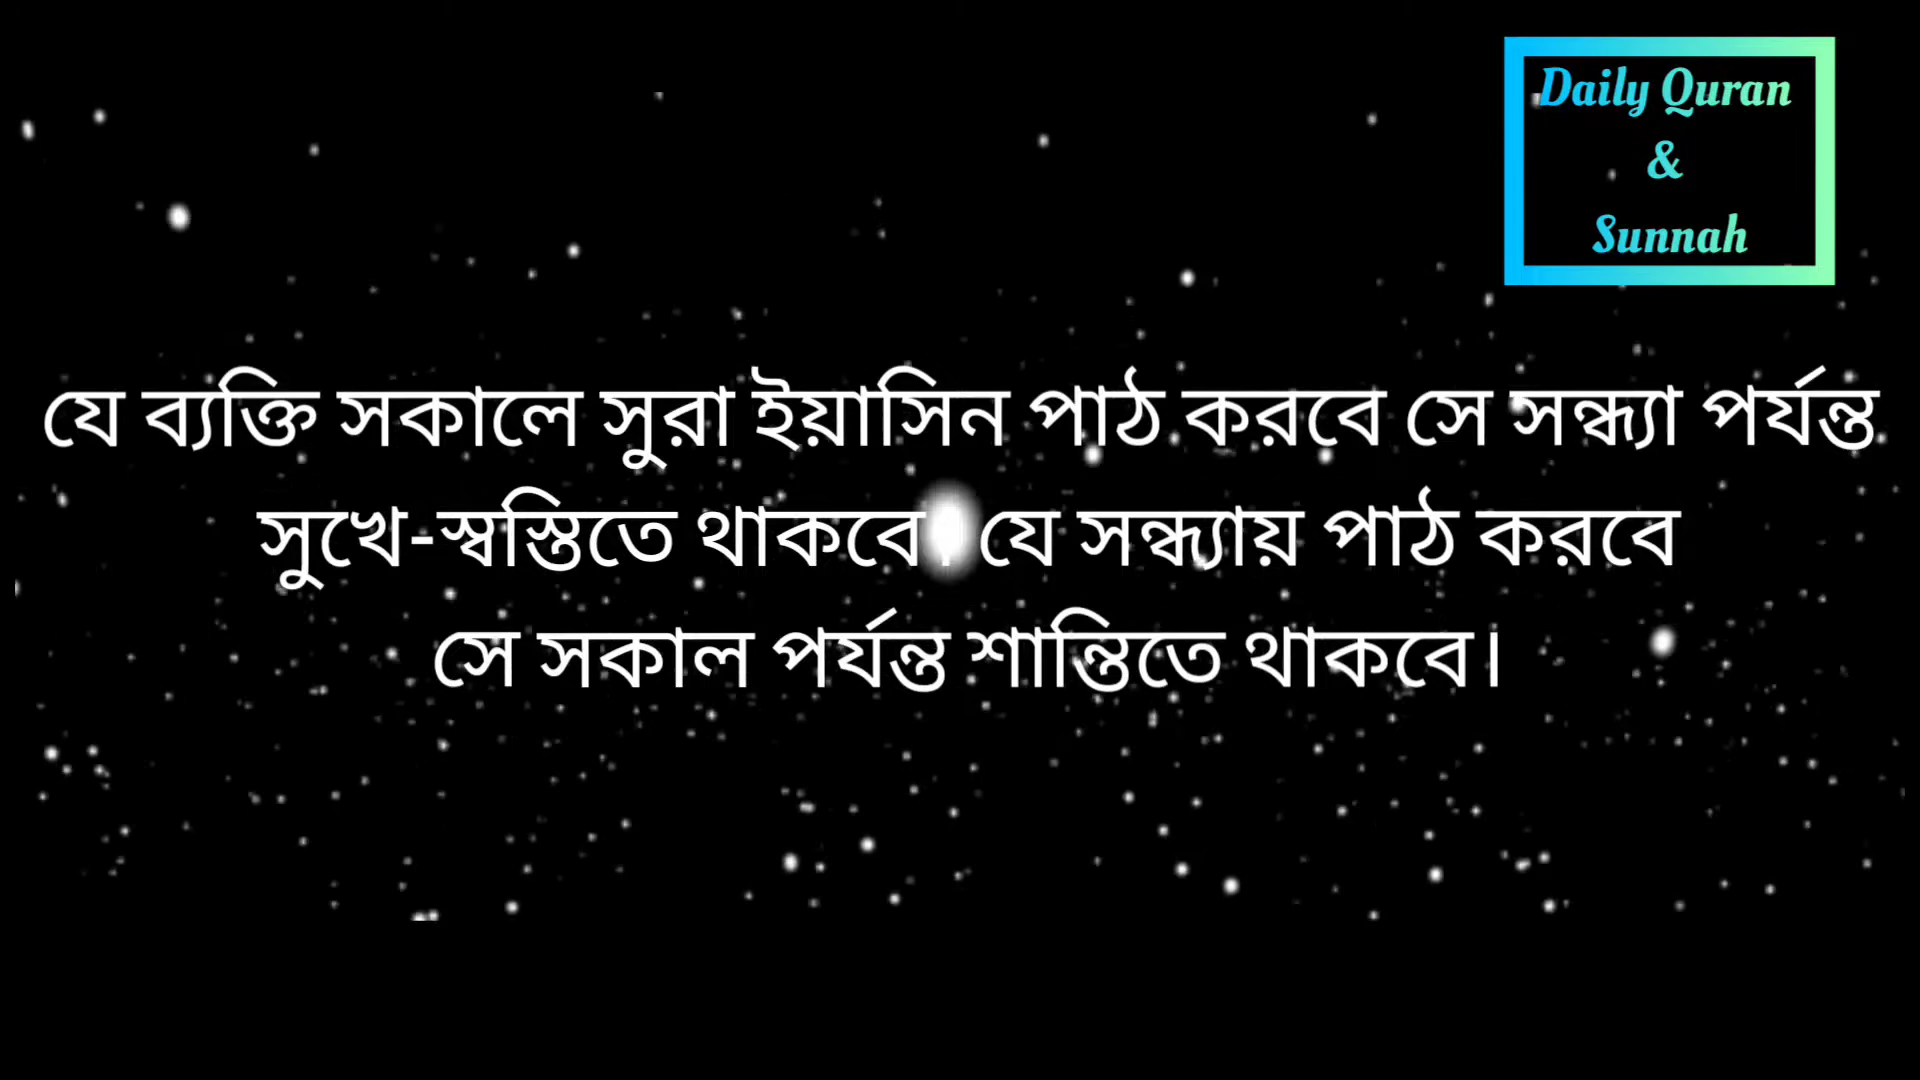 Daily Quran
&
Sunnah
যে ব্যক্তি সকালে সুরা ইয়াসিন পাঠ করবে সে সন্ধ্যা পর্যন্ত
সুখে-স্বস্তিতে থাকবে। যে সন্ধ্যায় পাঠ করবে
সে সকাল পর্যন্ত শান্তিতে থাকবে।